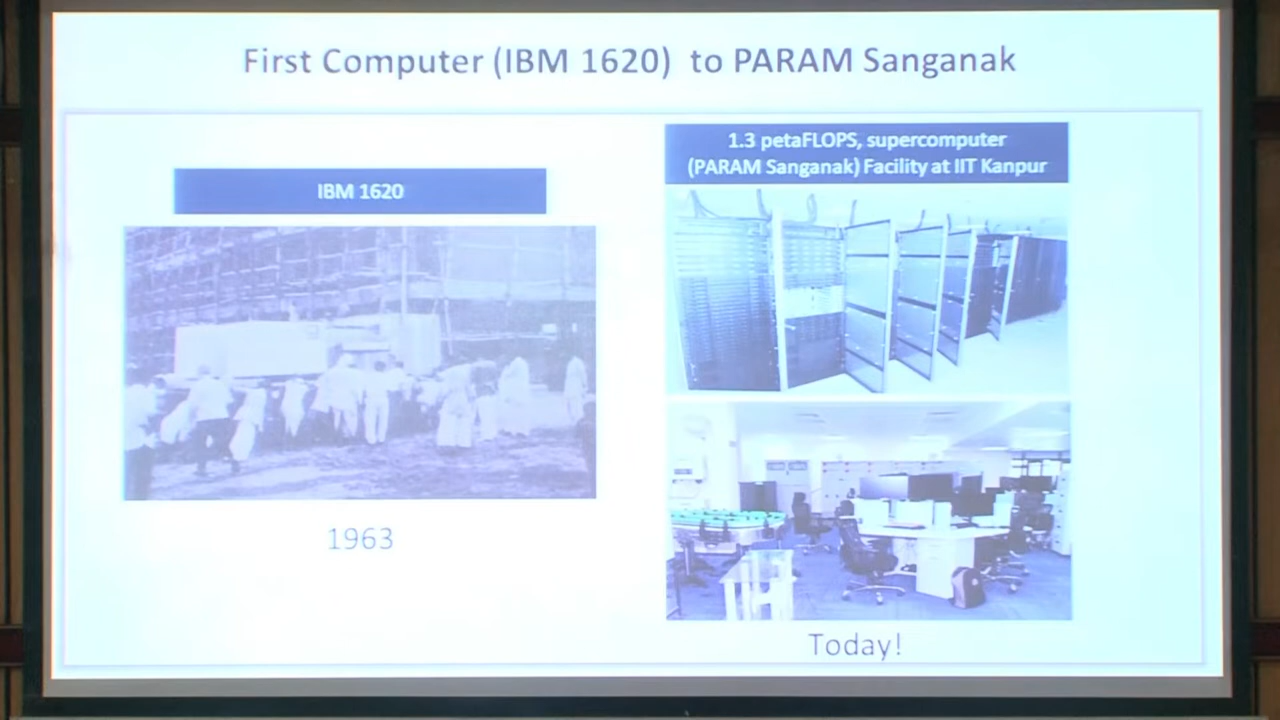 First Computer (IBM 1620) to PARAM Sanganak
IBM 1620
1963
1.3 petaFLOPS, supercomputer
(PARAM Sanganak) Facility at IIT Kanpur
Today!